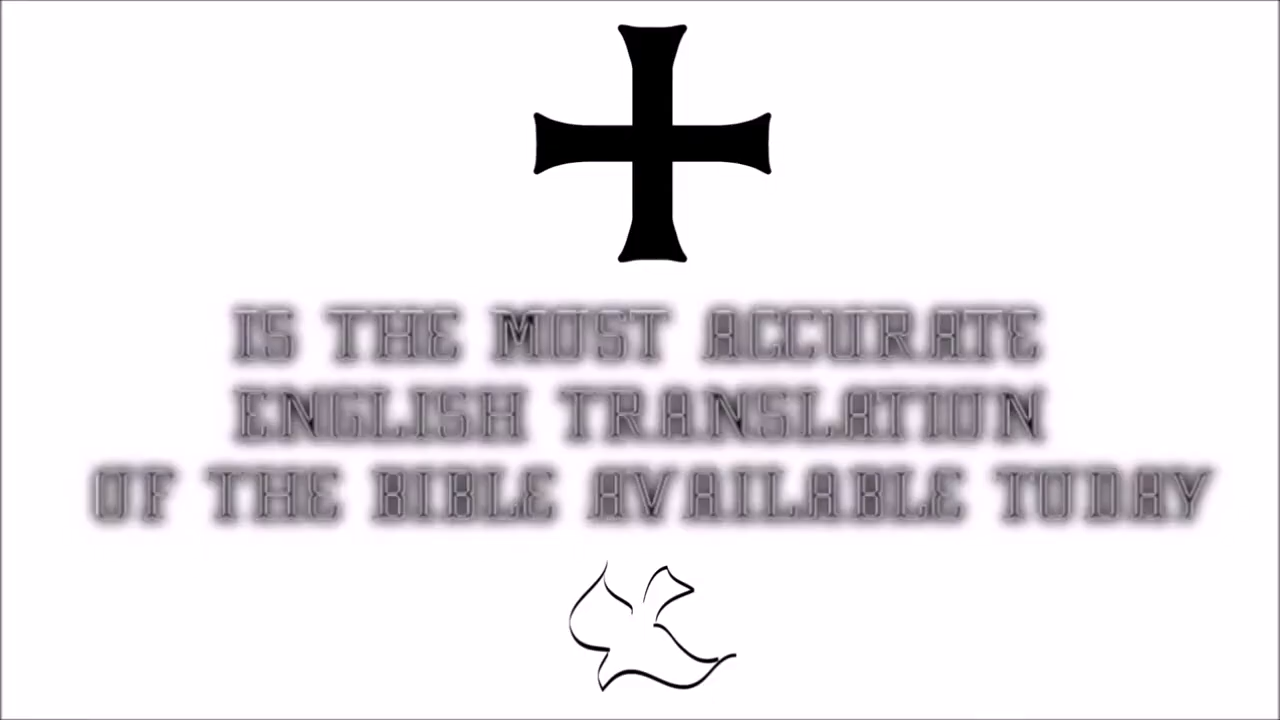 IS THE MOST ACCURATE
ENGLISH TRANSLATION
OF THE BIBLE AVAILABLE TODAY